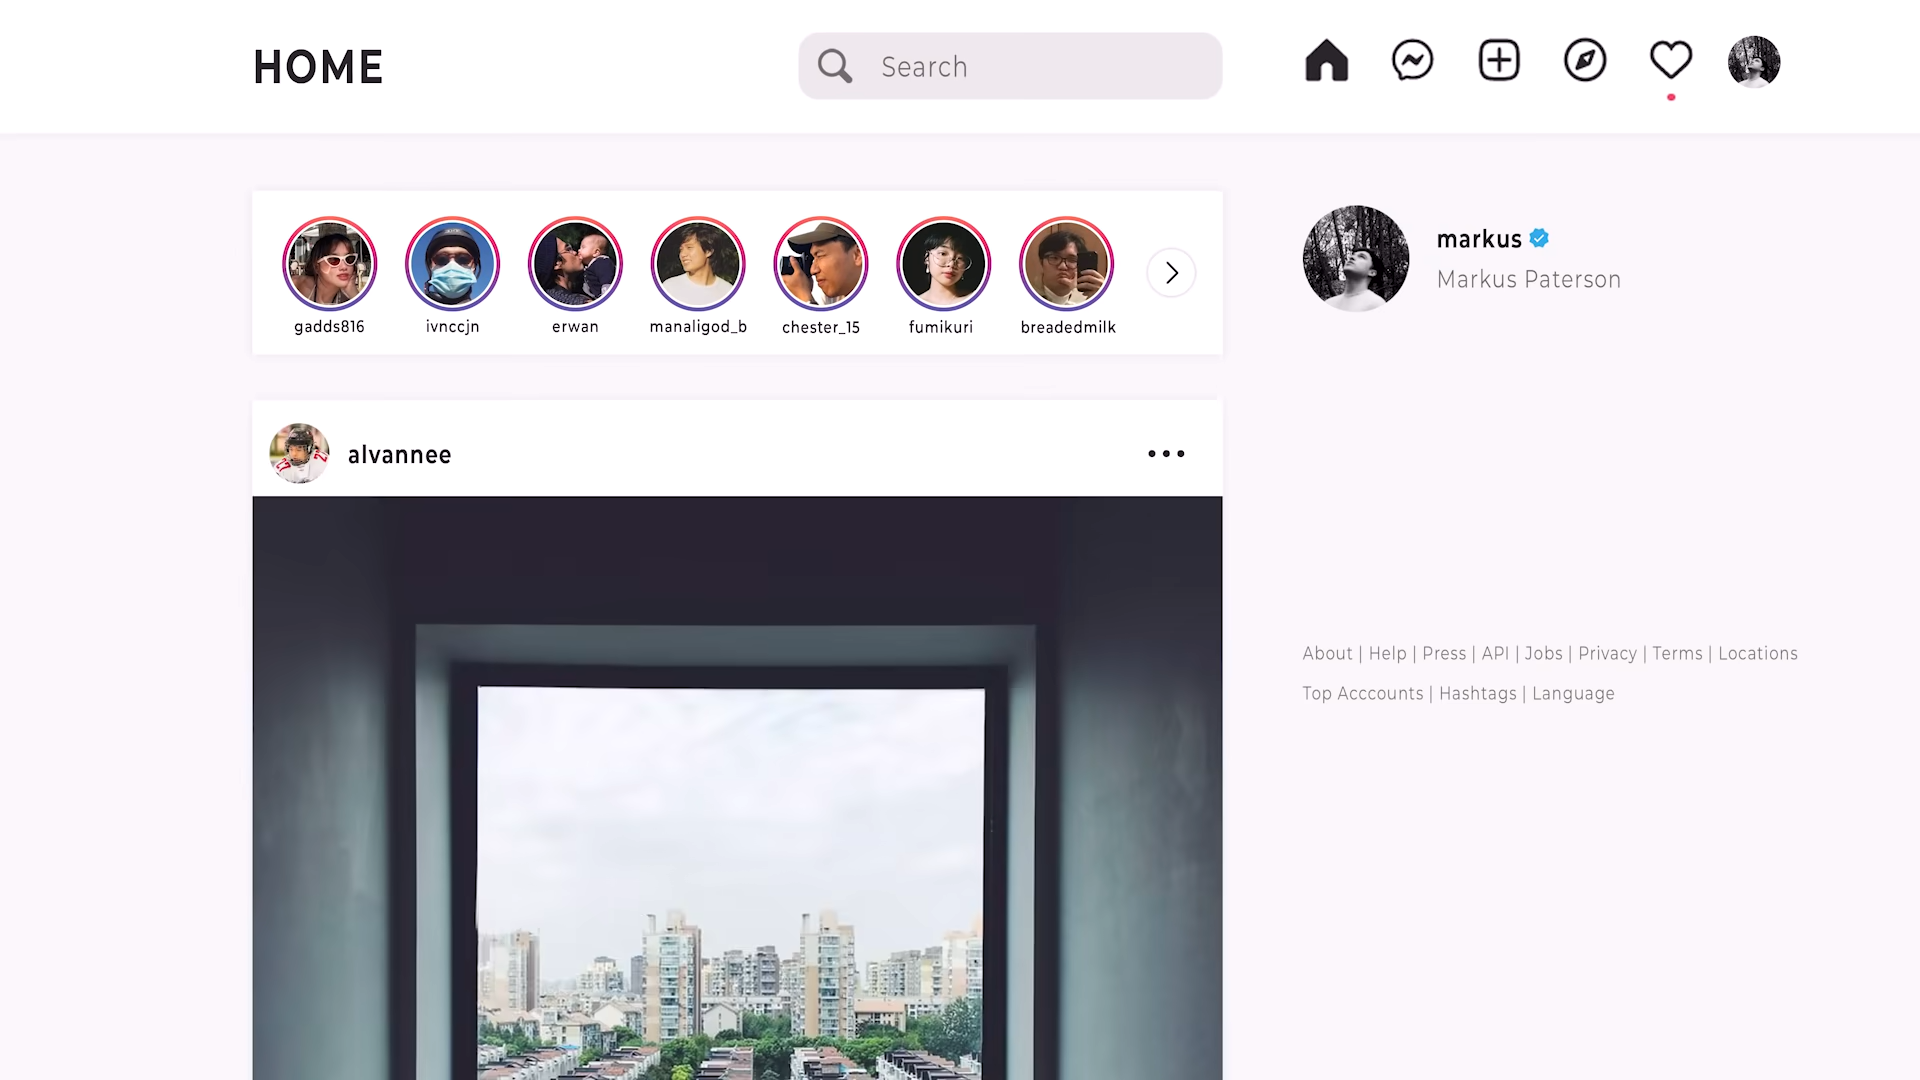 HOME
Search
gadds816
ivnccjn
erwan
manaligod_b
chester_15
fumikuri
breadedmilk
markus
Markus Paterson
alvannee
About | Help | Press | API | Jobs | Privacy | Terms | Locations
Top Acccounts | Hashtags | Language